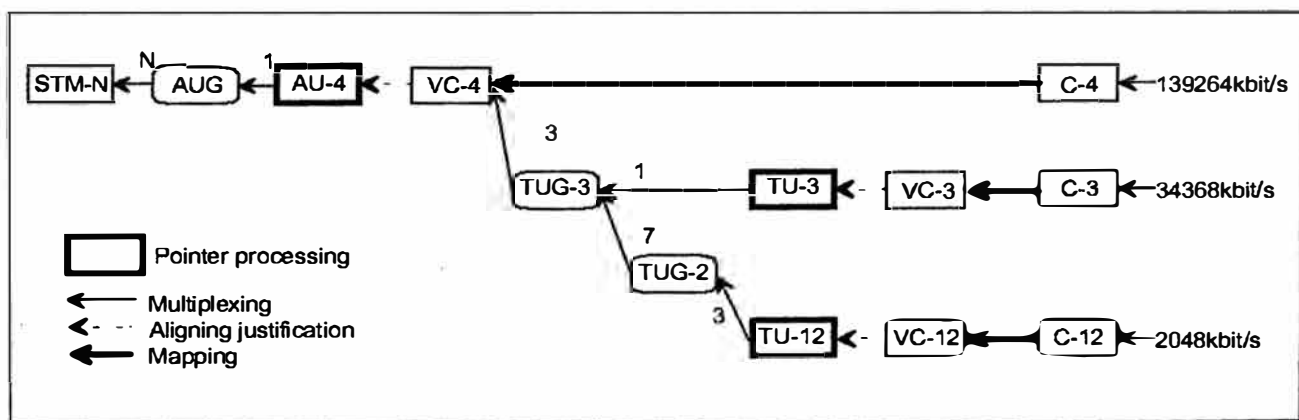 N 1
STM-N AUG AU-4 VC-4 C-4 139264kbit/s
3
1
TUG-3 TU-3 VC-3 C-3 34368kbit/s
7
Pointer processing TUG-2
Multiplexing
3
Aligning justification
TU-12 VC-12 C-12 2048kbit/s
Mapping